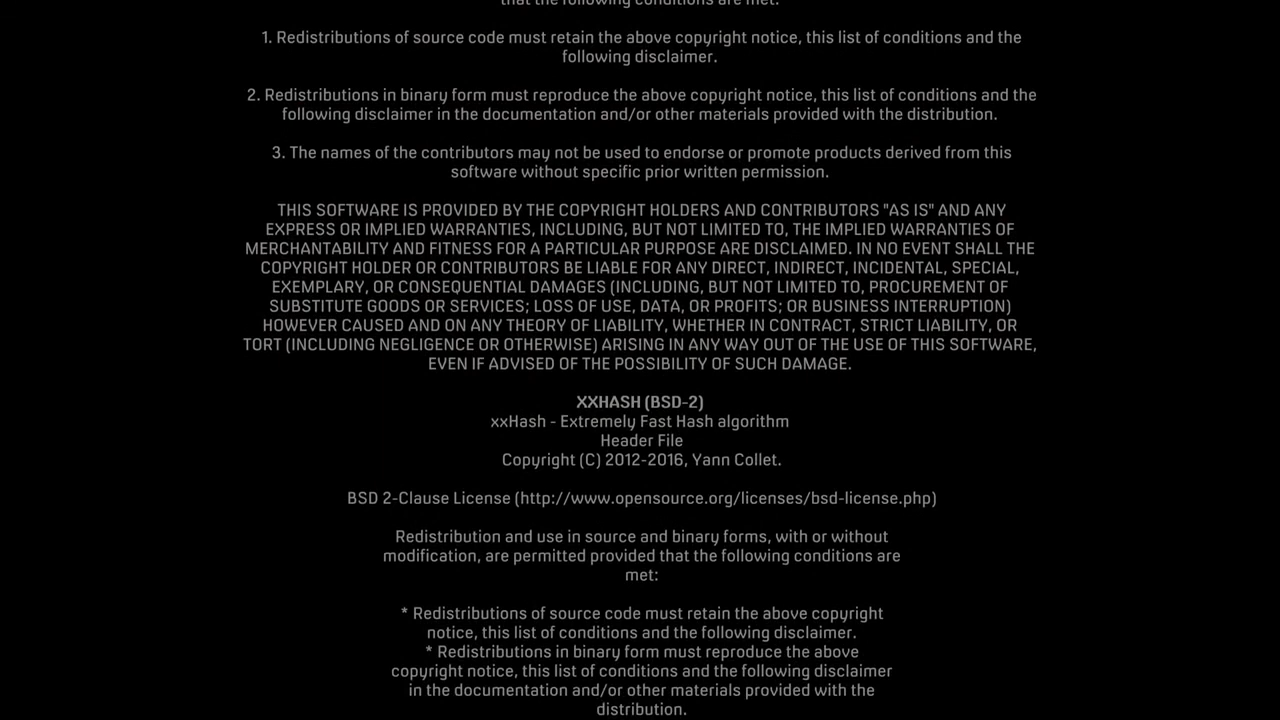 that the following conditions are met:
1. Redistributions of source code must retain the above copyright notice, this list of conditions and the
following disclaimer.
2. Redistributions in binary form must reproduce the above copyright notice, this list of conditions and the
following disclaimer in the documentation and/or other materials provided with the distribution.
3. The names of the contributors may not be used to endorse or promote products derived from this
software without specific prior written permission.
THIS SOFTWARE IS PROVIDED BY THE COPYRIGHT HOLDERS AND CONTRIBUTORS "AS IS" AND ANY
EXPRESS OR IMPLIED WARRANTIES, INCLUDING, BUT NOT LIMITED TO, THE IMPLIED WARRANTIES OF
MERCHANTABILITY AND FITNESS FOR A PARTICULAR PURPOSE ARE DISCLAIMED. IN NO EVENT SHALL THE
COPYRIGHT HOLDER OR CONTRIBUTORS BE LIABLE FOR ANY DIRECT, INDIRECT, INCIDENTAL, SPECIAL,
EXEMPLARY, OR CONSEQUENTIAL DAMAGES (INCLUDING, BUT NOT LIMITED TO, PROCUREMENT OF
SUBSTITUTE GOODS OR SERVICES; LOSS OF USE, DATA, OR PROFITS; OR BUSINESS INTERRUPTION)
HOWEVER CAUSED AND ON ANY THEORY OF LIABILITY, WHETHER IN CONTRACT, STRICT LIABILITY, OR
TORT (INCLUDING NEGLIGENCE OR OTHERWISE) ARISING IN ANY WAY OUT OF THE USE OF THIS SOFTWARE,
EVEN IF ADVISED OF THE POSSIBILITY OF SUCH DAMAGE.
XXHASH (BSD-2)
xxHash - Extremely Fast Hash algorithm
Header File
Copyright (C) 2012-2016, Yann Collet.
BSD 2-Clause License (http://www.opensource.org/licenses/bsd-license.php)
Redistribution and use in source and binary forms, with or without
modification, are permitted provided that the following conditions are
met:
* Redistributions of source code must retain the above copyright
notice, this list of conditions and the following disclaimer.
* Redistributions in binary form must reproduce the above
copyright notice, this list of conditions and the following disclaimer
in the documentation and/or other materials provided with the
distribution.